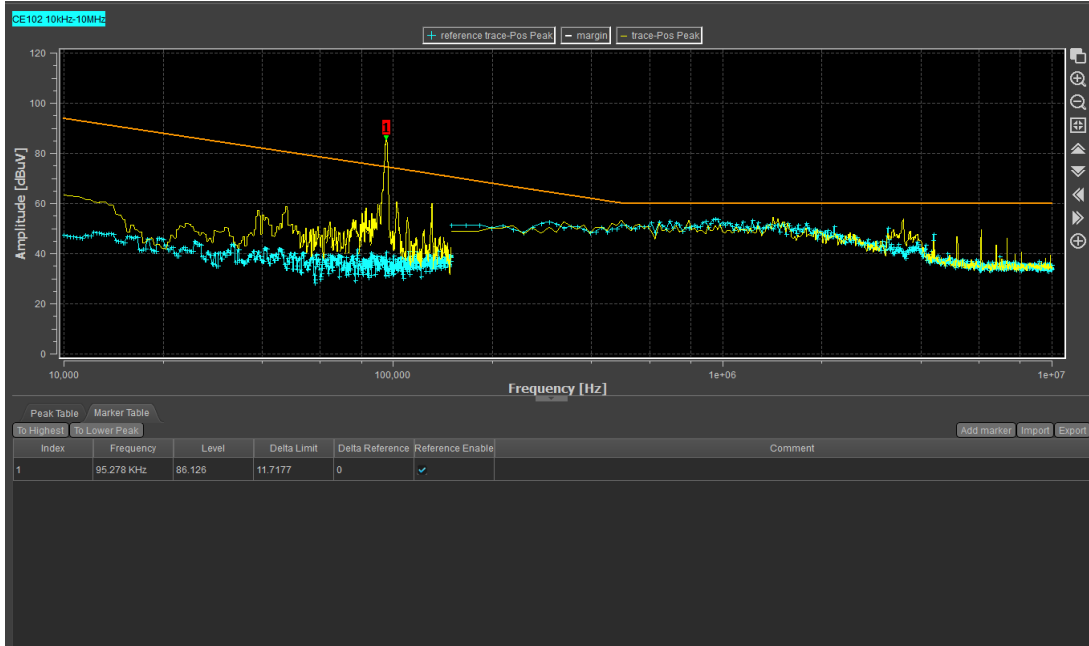 CE102 10kHz-10MHz
reference trace-Pos Peak margin trace-Pos Peak
120
100
80
60
40
20
0
Amplitude [dBuV]
1
10,000 100,000 1e+06 1e+07
Frequency [Hz]
Peak Table Marker Table
To Highest To Lower Peak Add marker Import Export
Index Frequency Level Delta Limit Delta Reference Reference Enable Comment
1 95.278 KHz 86.126 11.7177 0